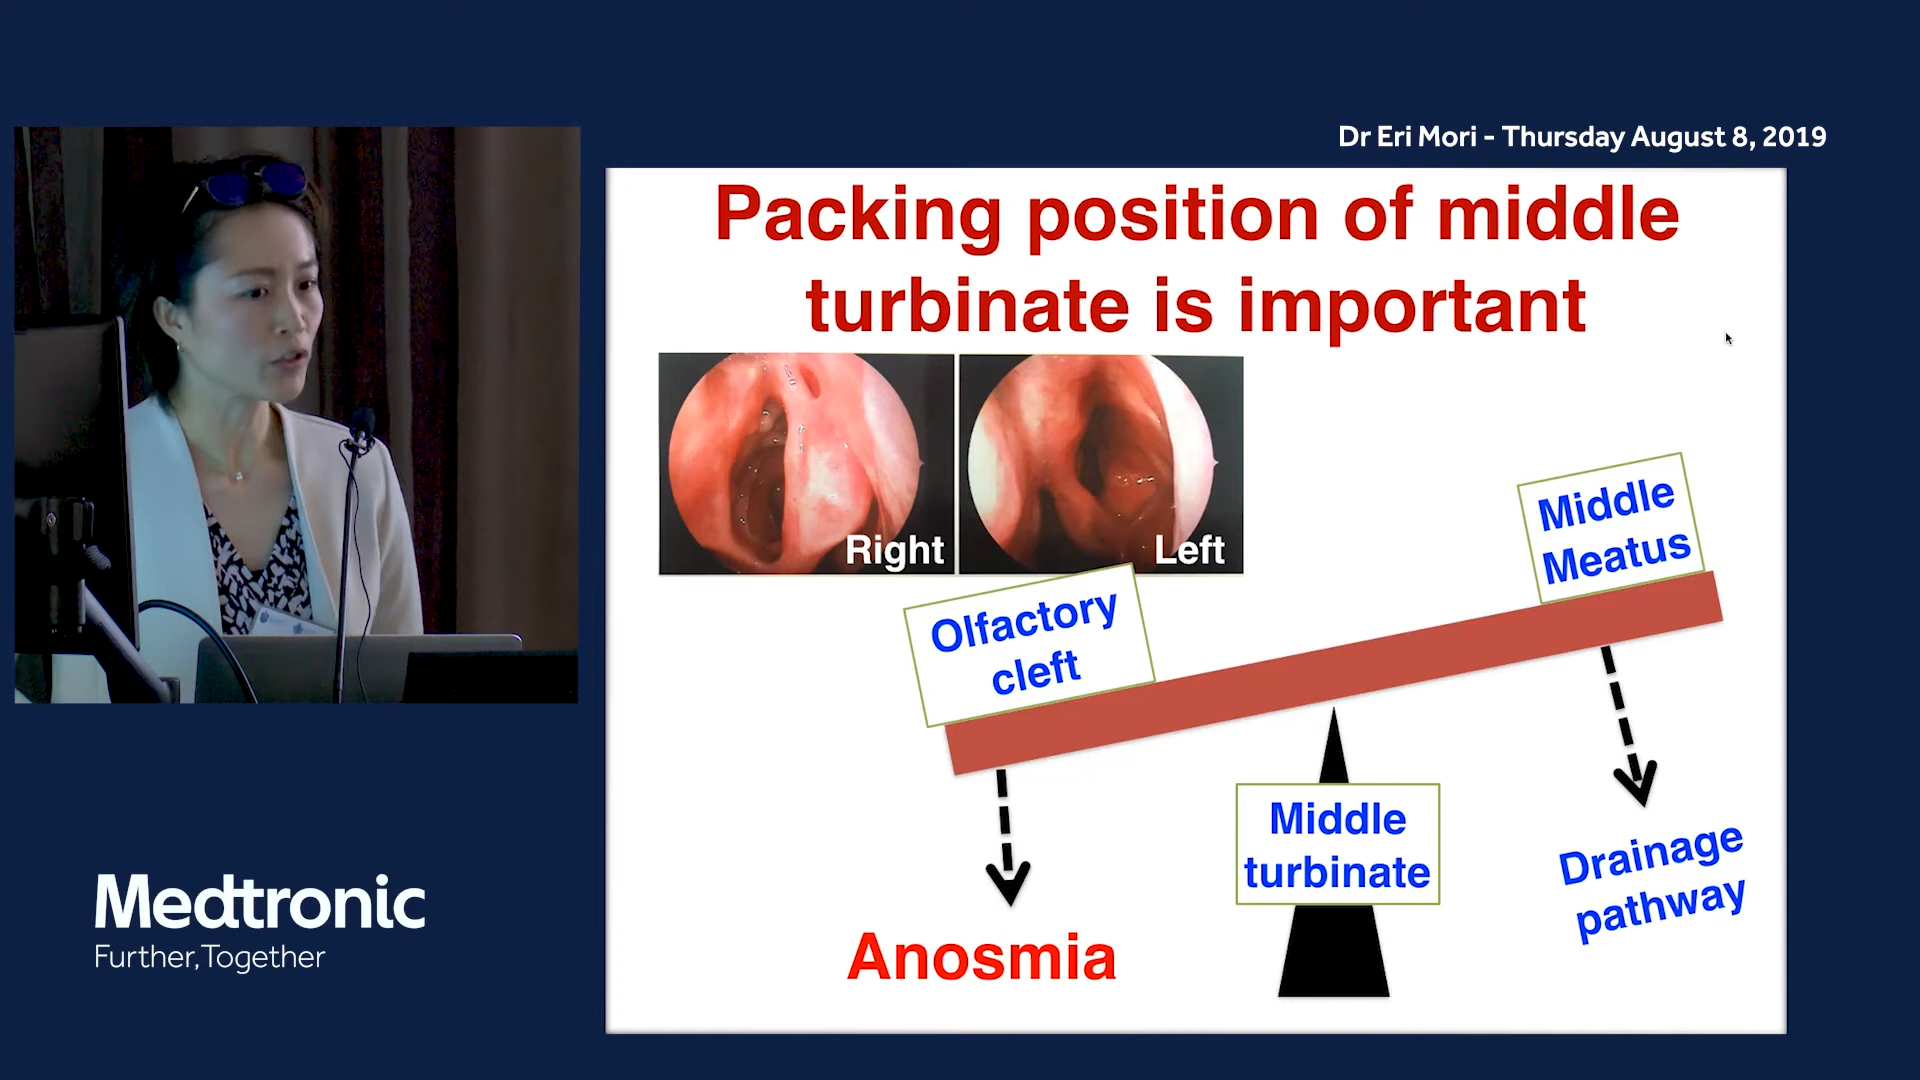 Dr Eri Mori - Thursday August 8, 2019
Packing position of middle
turbinate is important
Right
Left
Middle
Meatus
Olfactory
cleft
Middle
turbinate
Drainage
pathway
Anosmia
Medtronic
Further, Together